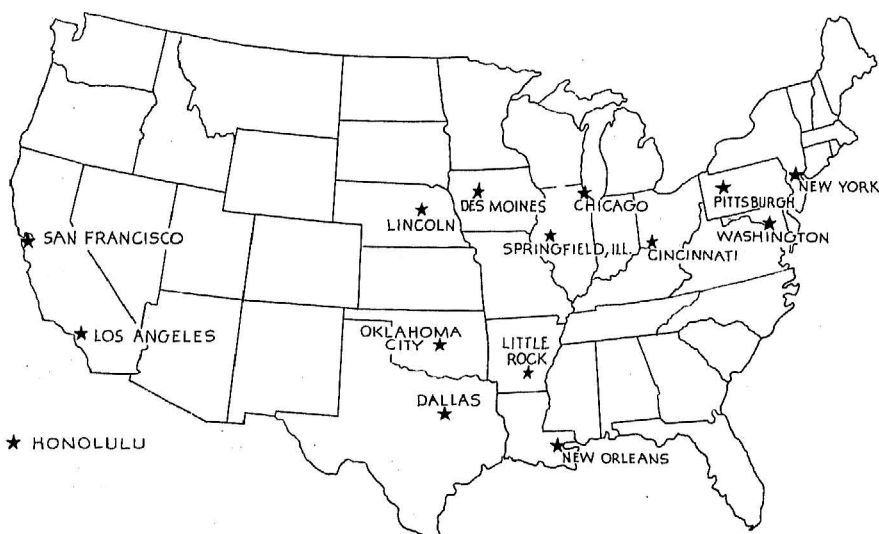 NEW YORK
DES MOINES
CHICAGO
PITTSBURGH
LINCOLN
WASHINGTON
SAN FRANCISCO
SPRINGFIELD, ILL.
CINCINNATI
LOS ANGELES
OKLAHOMA
CITY
LITTLE
ROCK
DALLAS
HONOLULU
NEW ORLEANS